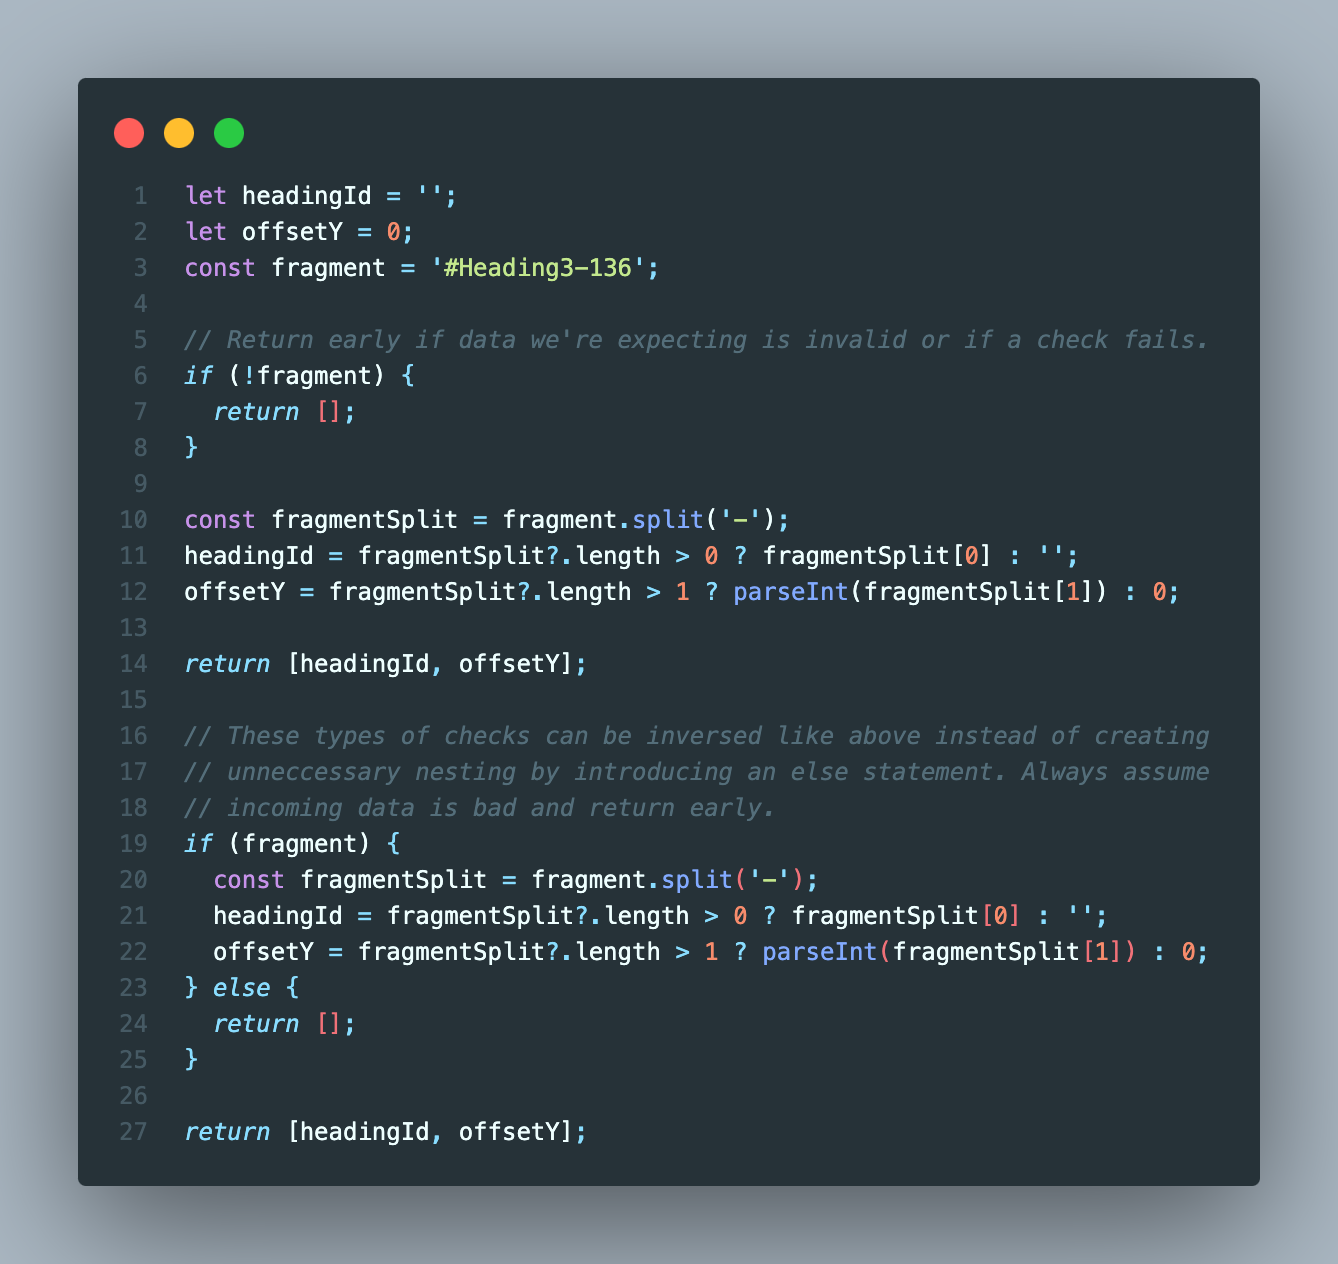 1 let headingId = '';
2 let offsetY = 0;
3 const fragment = '#Heading3-136';
4
5 // Return early if data we're expecting is invalid or if a check fails.
6 if (!fragment) {
7   return [];
8 }
9
10 const fragmentSplit = fragment.split('-');
11 headingId = fragmentSplit?.length > 0 ? fragmentSplit[0] : '';
12 offsetY = fragmentSplit?.length > 1 ? parseInt(fragmentSplit[1]) : 0;
13
14 return [headingId, offsetY];
15
16 // These types of checks can be inversed like above instead of creating
17 // unneccessary nesting by introducing an else statement. Always assume
18 // incoming data is bad and return early.
19 if (fragment) {
20   const fragmentSplit = fragment.split('-');
21   headingId = fragmentSplit?.length > 0 ? fragmentSplit[0] : '';
22   offsetY = fragmentSplit?.length > 1 ? parseInt(fragmentSplit[1]) : 0;
23 } else {
24   return [];
25 }
26
27 return [headingId, offsetY];